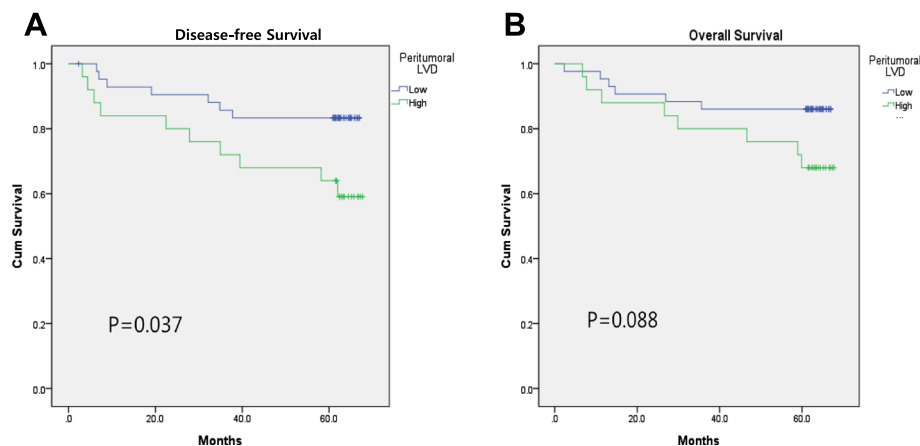 A
Disease-free Survival
Peritumoral
LVD
Low
High
1.0
0.8
0.6
0.4
0.2
0.0
Cum Survival
P=0.037
.0
20.0
40.0
60.0
Months
B
Overall Survival
Peritumoral
LVD
Low
High
...
1.0
0.8
0.6
0.4
0.2
0.0
Cum Survival
P=0.088
.0
20.0
40.0
60.0
Months